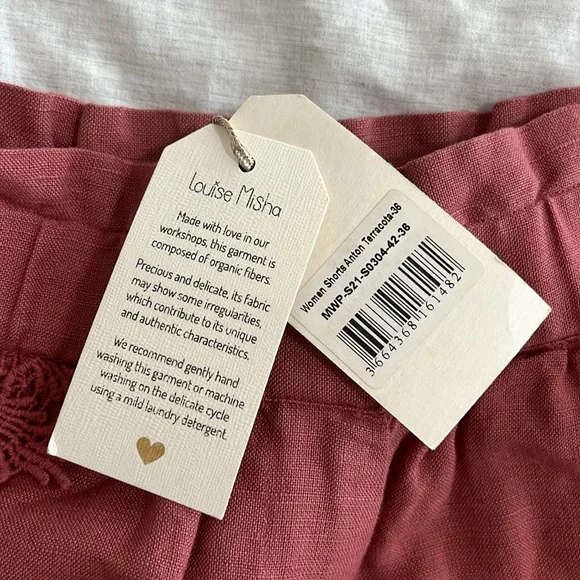 Louise Misha
Made with love in our
workshops, this garment is
composed of organic fibers.
Precious and delicate, its fabric
may show some irregularities,
which contribute to its unique
and authentic characteristics.
We recommend gently hand
washing this garment or machine
washing on the delicate cycle
using a mild laundry detergent.
Women Shorts Anton Terracota-36
MWP-S21-S0304-42-36
3 664368 161482